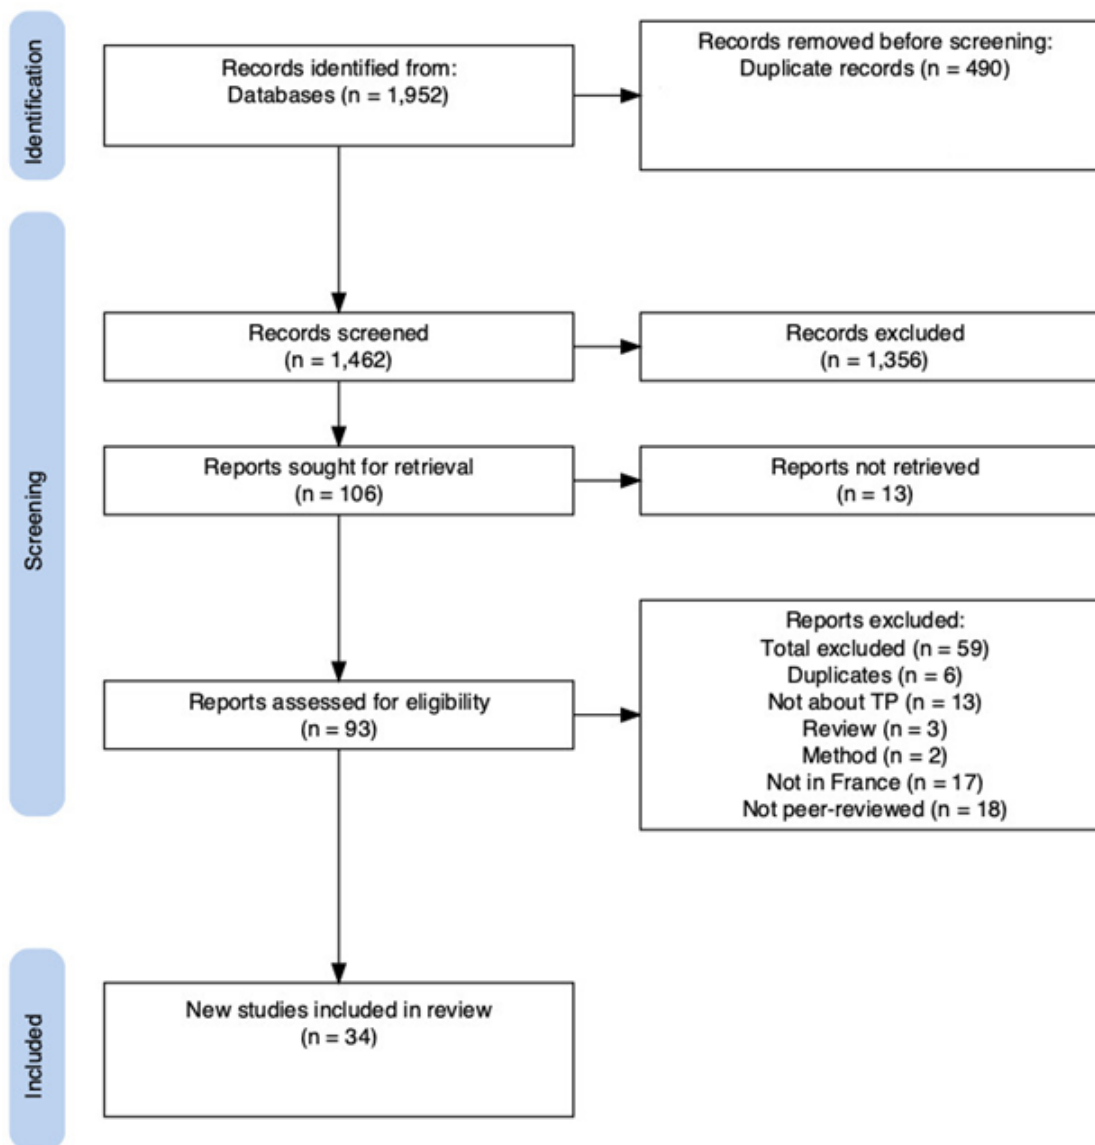 Identification
Records identified from:
Databases (n = 1,952)
Records removed before screening:
Duplicate records (n = 490)
Screening
Records screened
(n = 1,462)
Records excluded
(n = 1,356)
Reports sought for retrieval
(n = 106)
Reports not retrieved
(n = 13)
Reports assessed for eligibility
(n = 93)
Reports excluded:
Total excluded (n = 59)
Duplicates (n = 6)
Not about TP (n = 13)
Review (n = 3)
Method (n = 2)
Not in France (n = 17)
Not peer-reviewed (n = 18)
Included
New studies included in review
(n = 34)